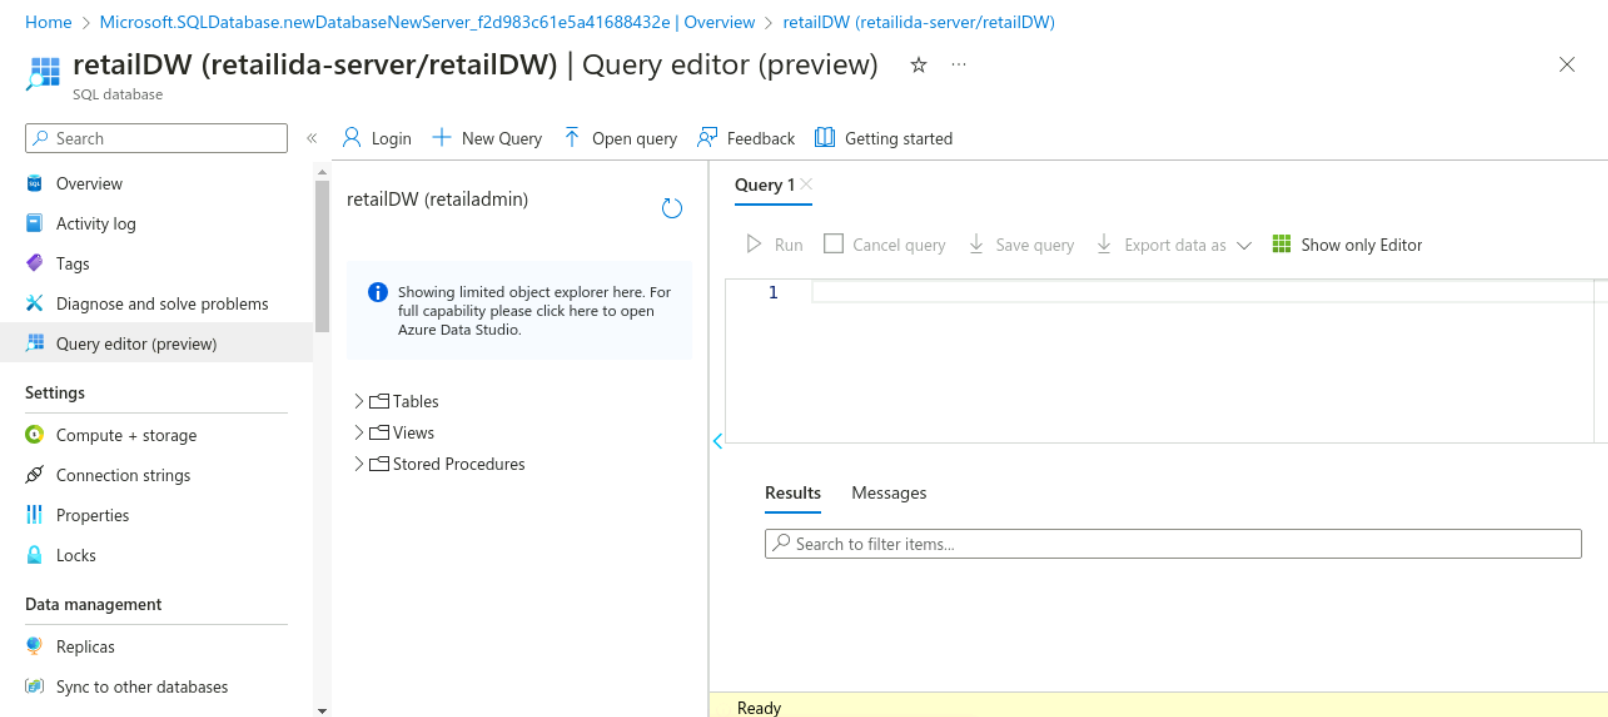 Home > Microsoft.SQLDatabase.newDatabaseNewServer_f2d983c61e5a41688432e | Overview > retailDW (retailida-server/retailDW)
retailDW (retailida-server/retailDW) | Query editor (preview) ☆ ···
SQL database
Search
«
Login
New Query
Open query
Feedback
Getting started
Overview
Activity log
Tags
Diagnose and solve problems
Query editor (preview)
Settings
Compute + storage
Connection strings
Properties
Locks
Data management
Replicas
Sync to other databases
retailDW (retailadmin)
Showing limited object explorer here. For
full capability please click here to open
Azure Data Studio.
Tables
Views
Stored Procedures
Query 1
Run
Cancel query
Save query
Export data as
Show only Editor
1
Results
Messages
Search to filter items...
Ready